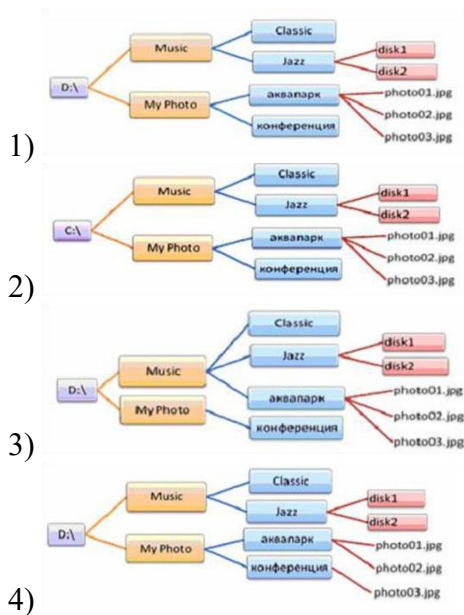 Classic
Music
Jazz
disk1
disk2
D:\
My Photo
аквапарк
photo01.jpg
photo02.jpg
конференция
photo03.jpg
1)
Classic
Music
Jazz
disk1
disk2
C:\
My Photo
аквапарк
photo01.jpg
photo02.jpg
конференция
photo03.jpg
2)
Classic
Music
Jazz
disk1
disk2
D:\
My Photo
аквапарк
photo01.jpg
photo02.jpg
конференция
photo03.jpg
3)
Classic
Music
Jazz
disk1
disk2
D:\
My Photo
аквапарк
photo01.jpg
photo02.jpg
конференция
photo03.jpg
4)